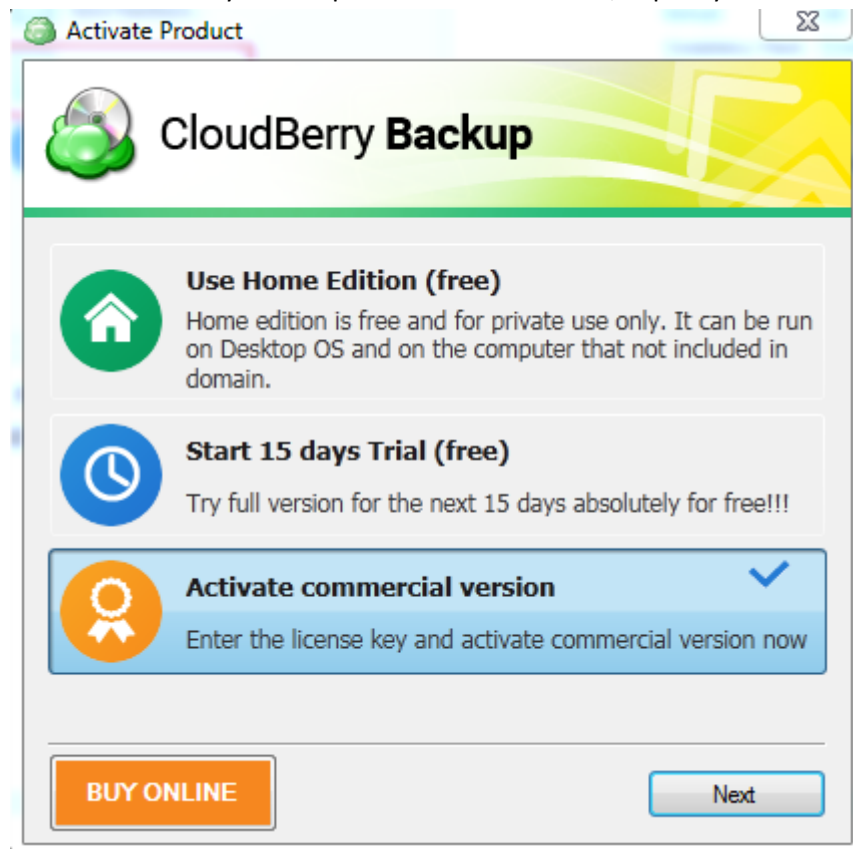 Activate Product
CloudBerry Backup
Use Home Edition (free)
Home edition is free and for private use only. It can be run
on Desktop OS and on the computer that not included in
domain.
Start 15 days Trial (free)
Try full version for the next 15 days absolutely for free!!!
Activate commercial version
Enter the license key and activate commercial version now
BUY ONLINE
Next